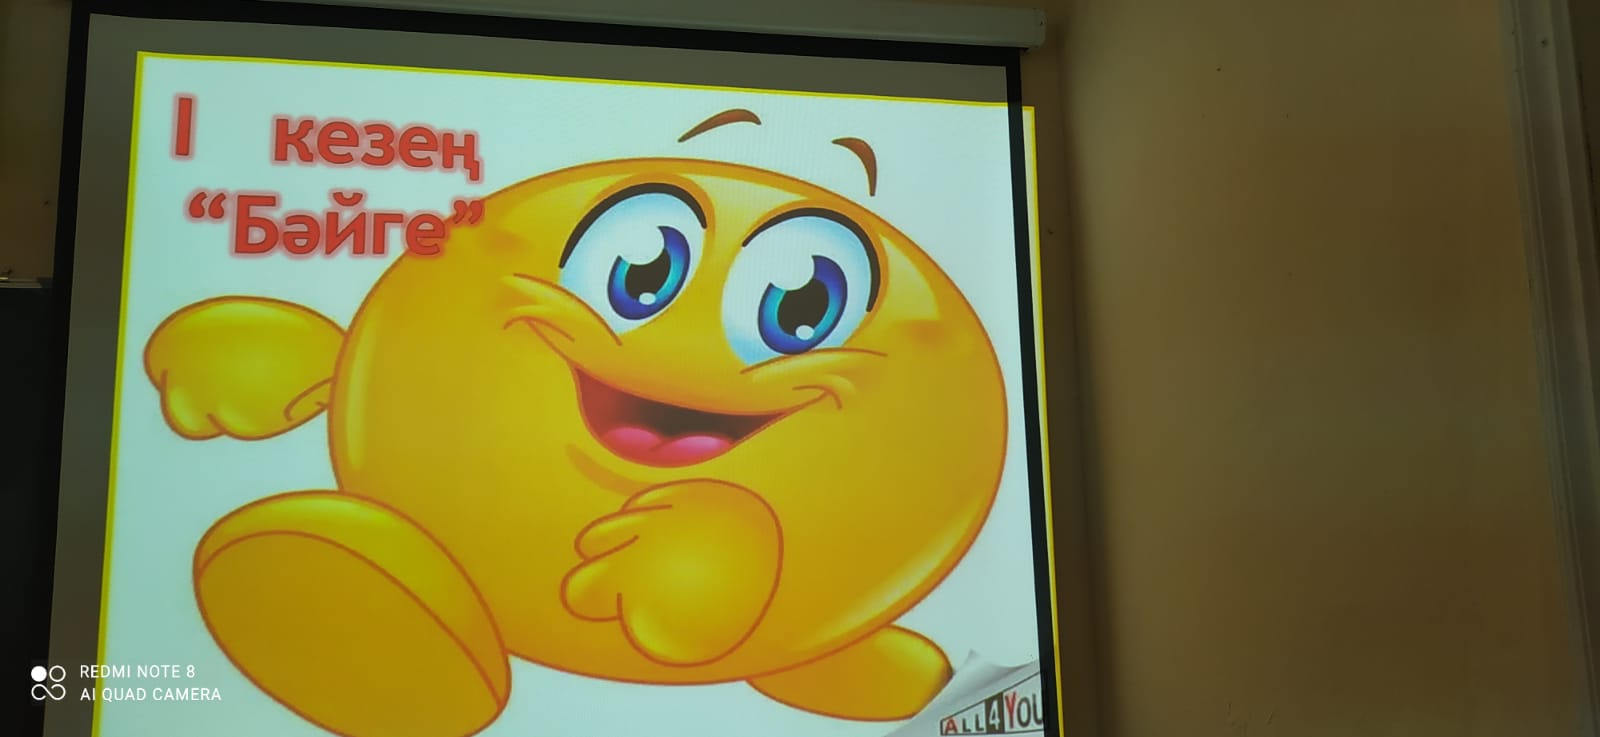 I кезең
“Бәйге”
ALL4YOU
REDMI NOTE 8
AI QUAD CAMERA